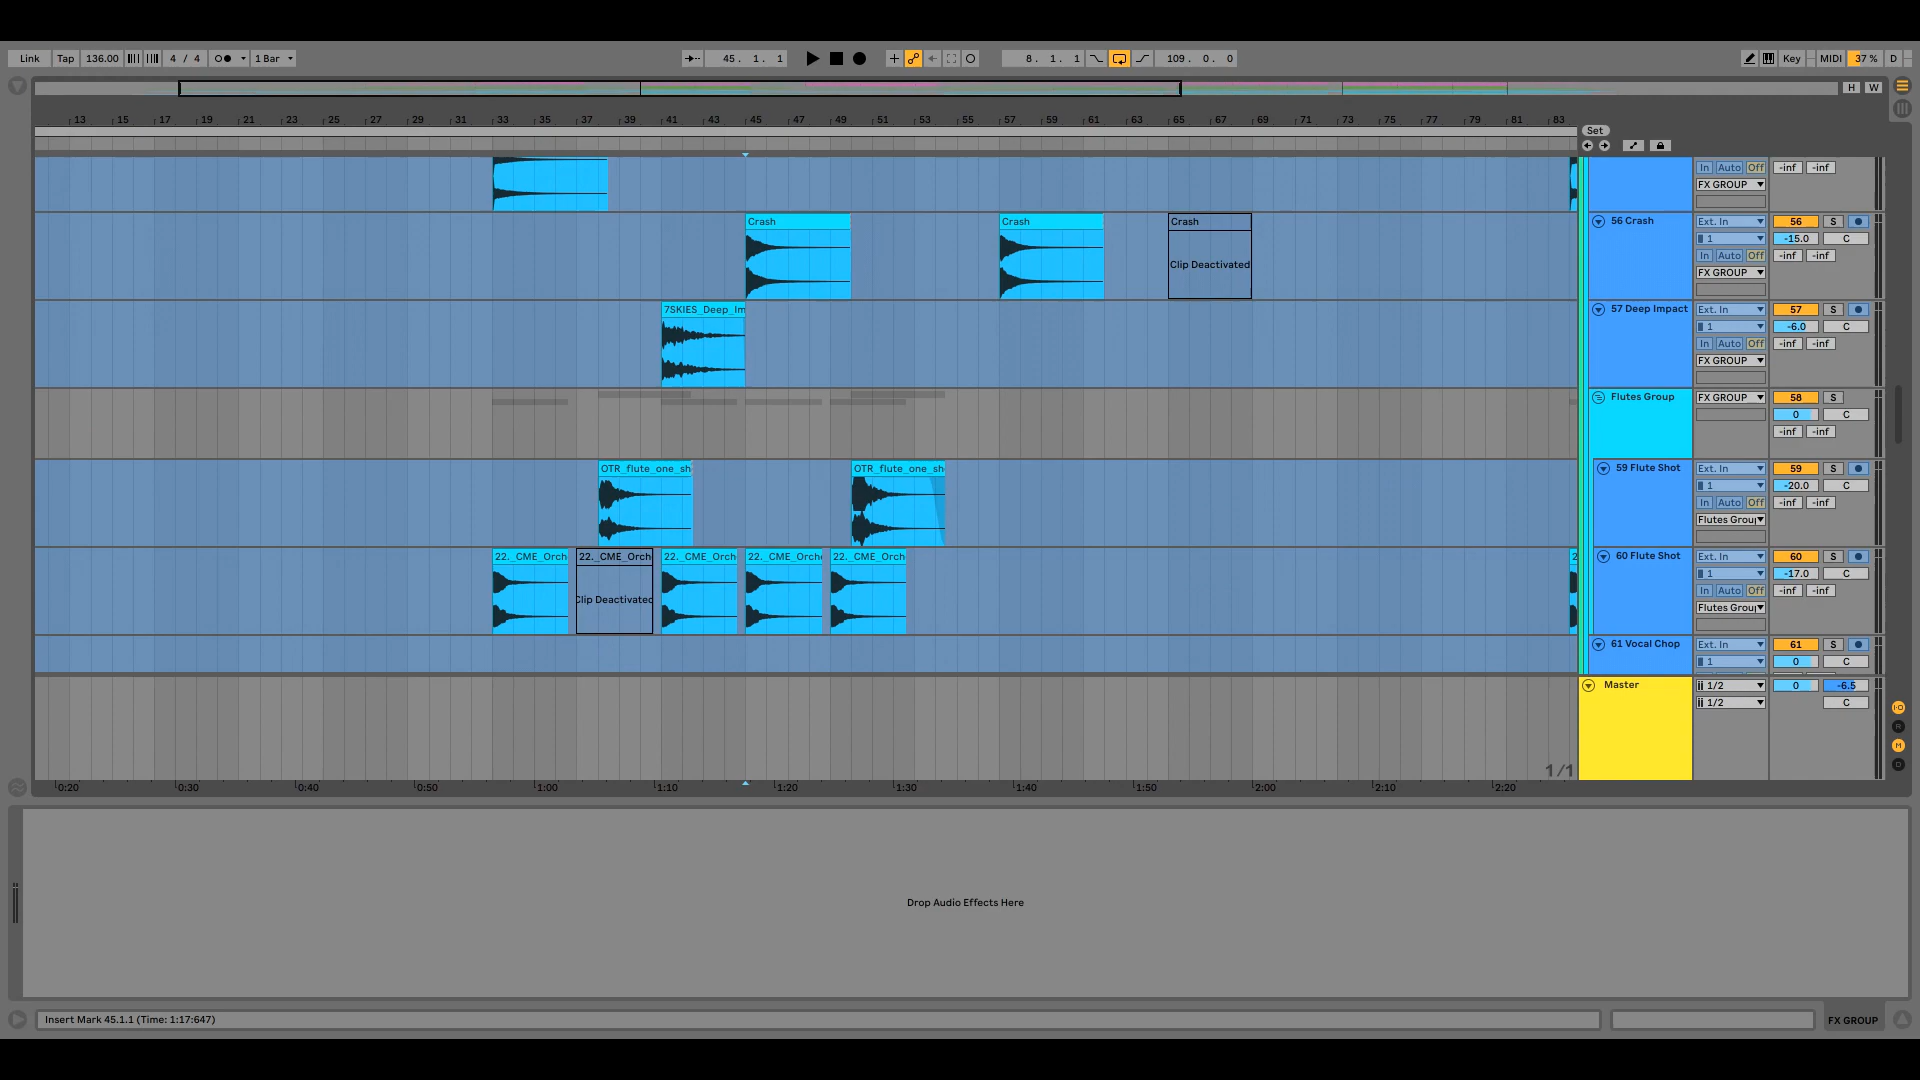 Link Tap 136.00 4 / 4 1 Bar 45. 1. 1 8. 1. 1 109. 0. 0 Key MIDI 37 % D
H W
13 15 17 19 21 23 25 27 29 31 33 35 37 39 41 43 45 47 49 51 53 55 57 59 61 63 65 67 69 71 73 75 77 79 81 83
Set
In Auto Off -inf -inf
FX GROUP
Crash Crash Crash 56 Crash Ext. In 56 S
1 -15.0 C
Clip Deactivated In Auto Off -inf -inf
FX GROUP
7SKIES_Deep_Im 57 Deep Impact Ext. In 57 S
1 -6.0 C
In Auto Off -inf -inf
FX GROUP
Flutes Group FX GROUP 58 S
0 C
-inf -inf
OTR_flute_one_sh OTR_flute_one_sh 59 Flute Shot Ext. In 59 S
1 -20.0 C
In Auto Off -inf -inf
Flutes Group
22._CME_Orch 22._CME_Orch 22._CME_Orch 22._CME_Orch 22._CME_Orch 2 60 Flute Shot Ext. In 60 S
1 -17.0 C
Clip Deactivated In Auto Off -inf -inf
Flutes Group
61 Vocal Chop Ext. In 61 S
1 0 C
Master 1/2 0 -6.5
1/2 C
I·O
R
M
D
1/1
0:20 0:30 0:40 0:50 1:00 1:10 1:20 1:30 1:40 1:50 2:00 2:10 2:20
Drop Audio Effects Here
Insert Mark 45.1.1 (Time: 1:17:647) FX GROUP